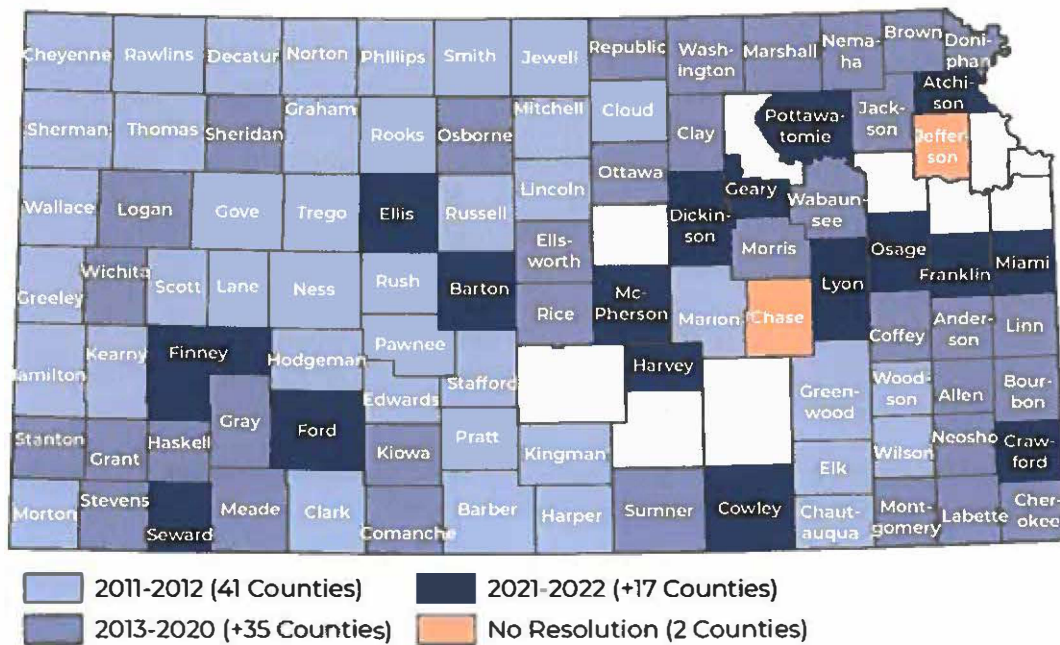 Cheyenne
Rawlins
Decatur
Norton
Phillips
Smith
Jewell
Republic
Wash-
ington
Marshall
Nema-
ha
Brown
Doni-
phan
Atchi-
son
Sherman
Thomas
Sheridan
Graham
Rooks
Osborne
Mitchell
Cloud
Clay
Pottawa-
tomie
Jack-
son
Jeffer-
son
Wallace
Logan
Gove
Trego
Ellis
Russell
Lincoln
Ottawa
Geary
Dickin-
son
Wabaun-
see
Morris
Ells-
worth
Osage
Franklin
Miami
Lyon
Greeley
Wichita
Scott
Lane
Ness
Rush
Barton
Rice
Mc-
Pherson
Marion
Chase
Coffey
Ander-
son
Linn
Hamilton
Kearny
Finney
Hodgeman
Pawnee
Edwards
Stafford
Harvey
Green-
wood
Wood-
son
Allen
Bour-
bon
Stanton
Grant
Haskell
Gray
Ford
Kiowa
Pratt
Kingman
Elk
Wilson
Neosho
Craw-
ford
Morton
Stevens
Seward
Meade
Clark
Comanche
Barber
Harper
Sumner
Cowley
Chaut-
auqua
Mont-
gomery
Labette
Cher-
okee
2011-2012 (41 Counties)
2021-2022 (+17 Counties)
2013-2020 (+35 Counties)
No Resolution (2 Counties)